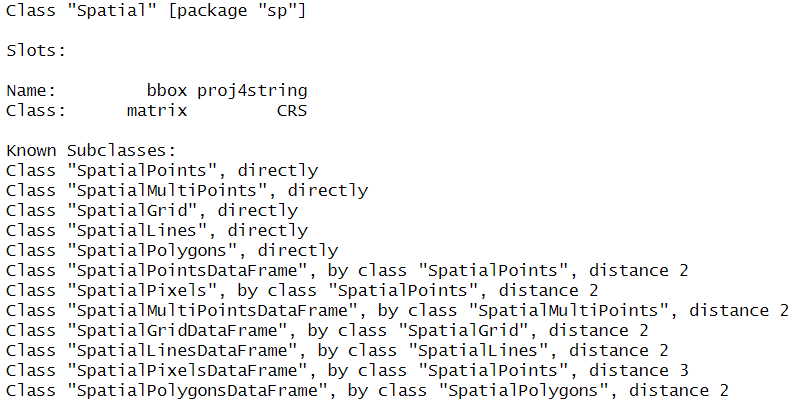 Class "Spatial" [package "sp"]
Slots:
Name: bbox proj4string
Class: matrix CRS
Known Subclasses:
Class "SpatialPoints", directly
Class "SpatialMultiPoints", directly
Class "SpatialGrid", directly
Class "SpatialLines", directly
Class "SpatialPolygons", directly
Class "SpatialPointsDataFrame", by class "SpatialPoints", distance 2
Class "SpatialPixels", by class "SpatialPoints", distance 2
Class "SpatialMultiPointsDataFrame", by class "SpatialMultiPoints", distance 2
Class "SpatialGridDataFrame", by class "SpatialGrid", distance 2
Class "SpatialLinesDataFrame", by class "SpatialLines", distance 2
Class "SpatialPixelsDataFrame", by class "SpatialPoints", distance 3
Class "SpatialPolygonsDataFrame", by class "SpatialPolygons", distance 2